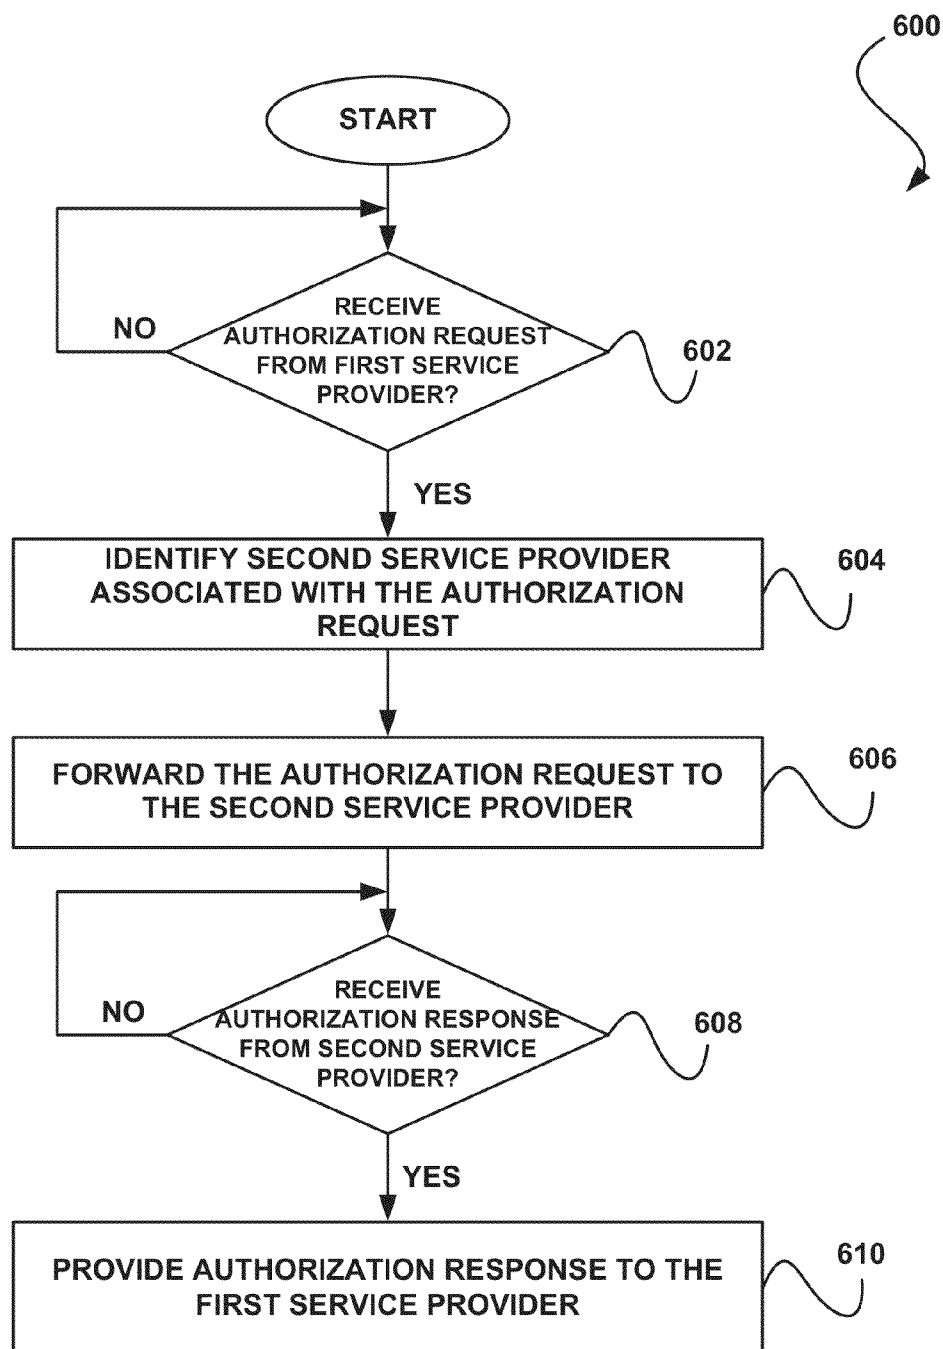 600
START
RECEIVE
AUTHORIZATION REQUEST
FROM FIRST SERVICE
PROVIDER?
NO
602
YES
IDENTIFY SECOND SERVICE PROVIDER
ASSOCIATED WITH THE AUTHORIZATION
REQUEST
604
FORWARD THE AUTHORIZATION REQUEST TO
THE SECOND SERVICE PROVIDER
606
RECEIVE
AUTHORIZATION RESPONSE
FROM SECOND SERVICE
PROVIDER?
NO
608
YES
PROVIDE AUTHORIZATION RESPONSE TO THE
FIRST SERVICE PROVIDER
610